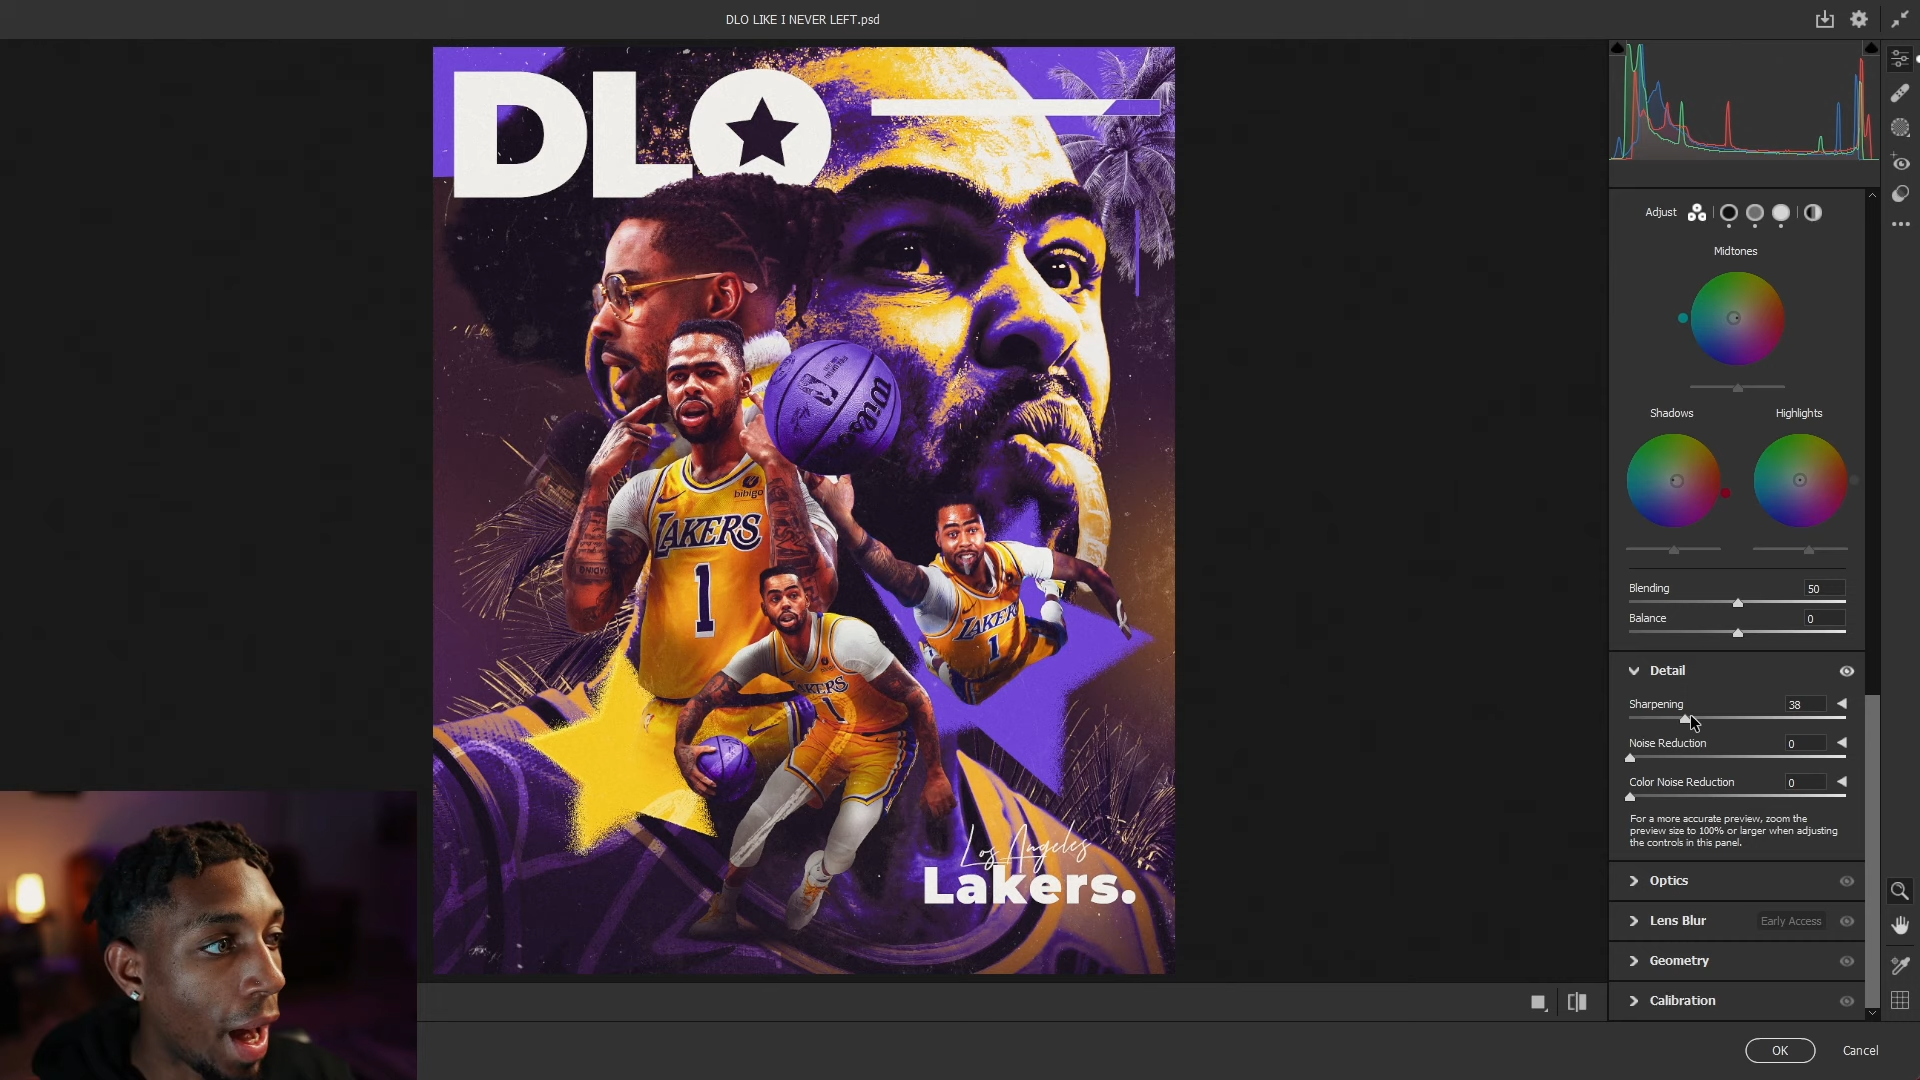 DLO LIKE I NEVER LEFT.psd
DLO
Wilson
bibigo
LAKERS
1
LAKERS
1
LAKERS
1
Los Angeles
Lakers.
Adjust
Midtones
Shadows
Highlights
Blending
50
Balance
0
Detail
Sharpening
38
Noise Reduction
0
Color Noise Reduction
0
For a more accurate preview, zoom the
preview size to 100% or larger when adjusting
the controls in this panel.
Optics
Lens Blur
Early Access
Geometry
Calibration
OK
Cancel